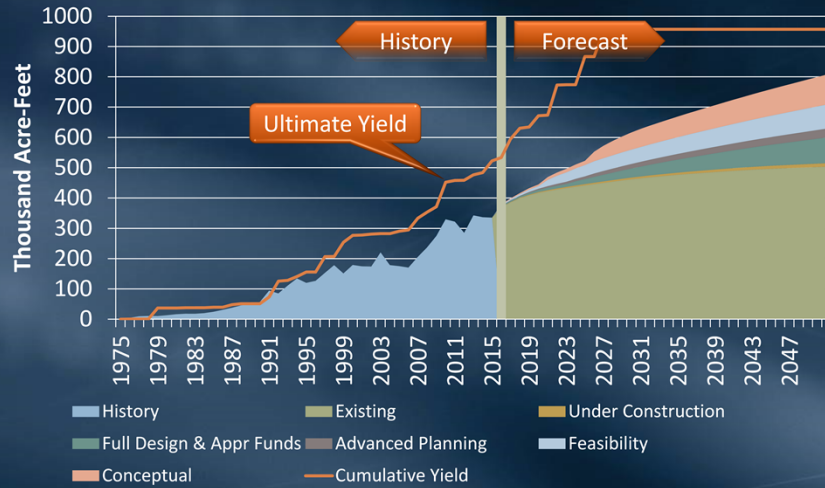 1000
900
800
700
600
500
400
300
200
100
0
Thousand Acre-Feet
History
Forecast
Ultimate Yield
1975
1979
1983
1987
1991
1995
1999
2003
2007
2011
2015
2019
2023
2027
2031
2035
2039
2043
2047
History
Existing
Under Construction
Full Design & Appr Funds
Advanced Planning
Feasibility
Conceptual
Cumulative Yield